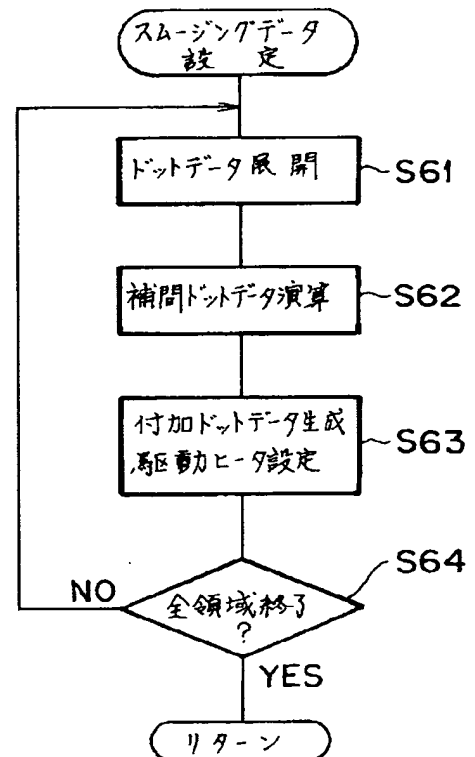 スムージングデータ
設定
ドットデータ展開
S61
補間ドットデータ演算
S62
付加ドットデータ生成
駆動ヒータ設定
S63
S64
NO
全領域終了
?
YES
リターン